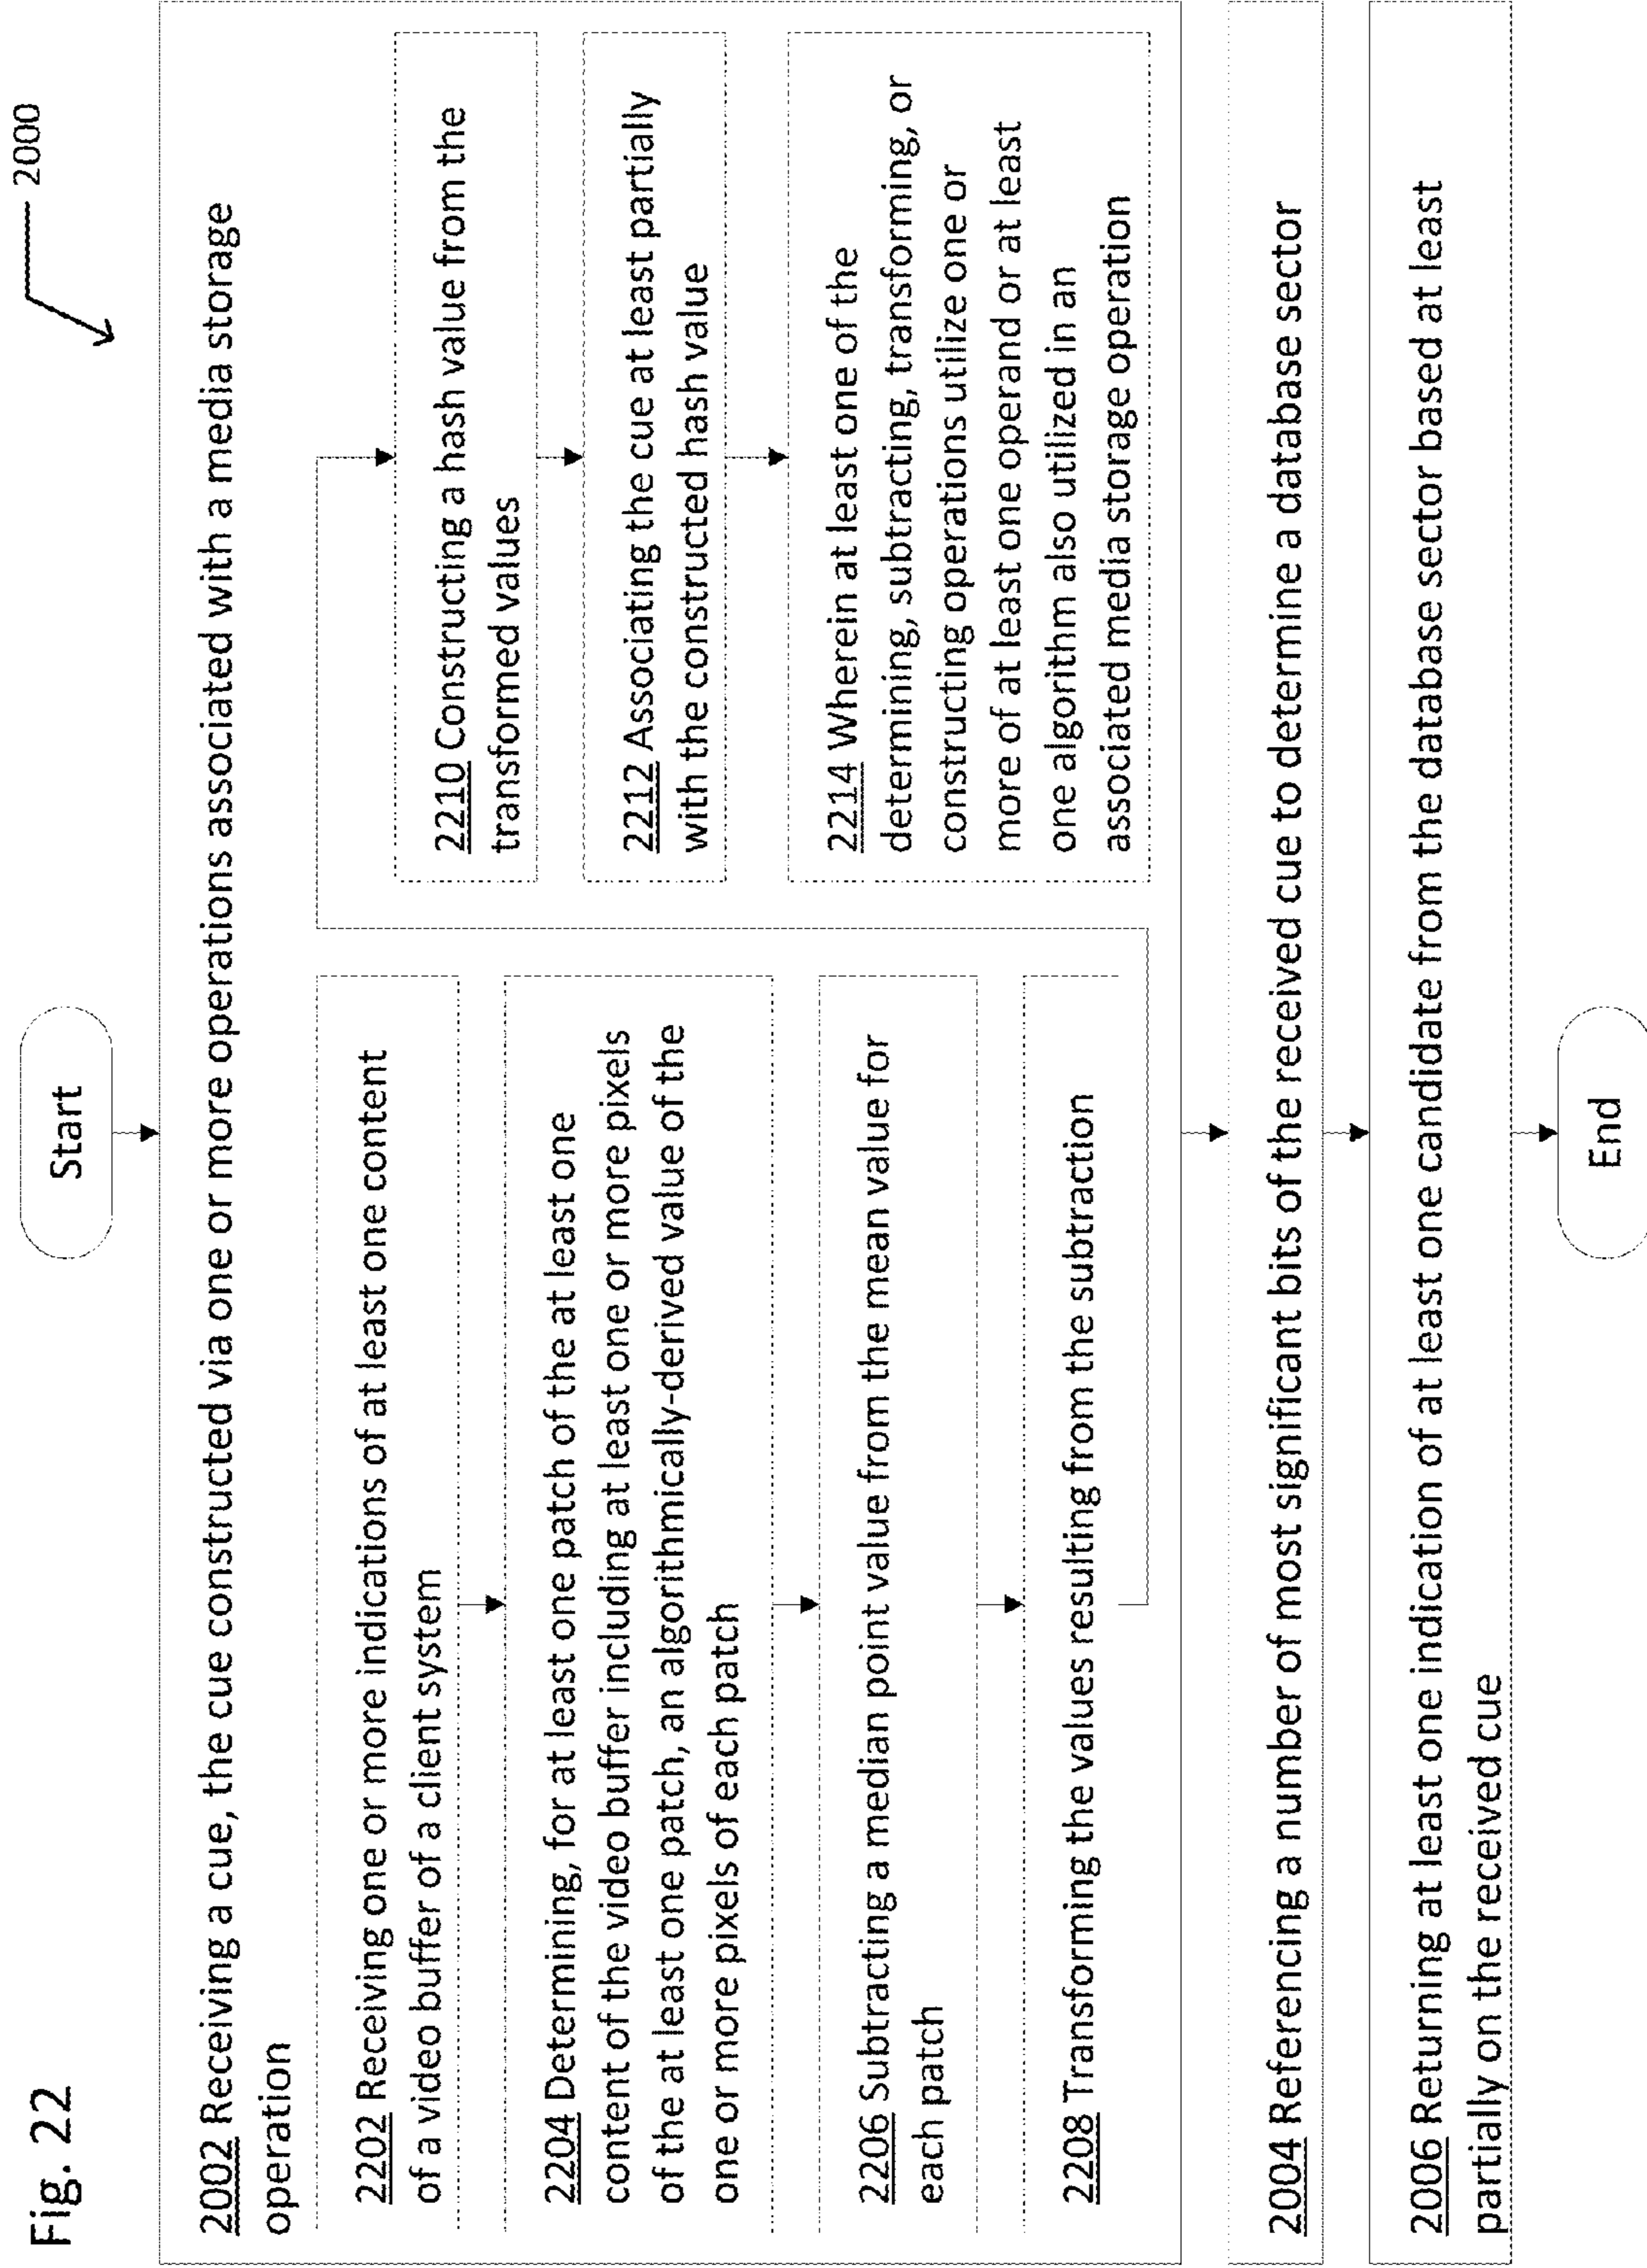 Fig. 22
2000
Start
2002 Receiving a cue, the cue constructed via one or more operations associated with a media storage
operation
2202 Receiving one or more indications of at least one content
of a video buffer of a client system
2204 Determining, for at least one patch of the at least one
content of the video buffer including at least one or more pixels
of the at least one patch, an algorithmically-derived value of the
one or more pixels of each patch
2206 Subtracting a median point value from the mean value for
each patch
2208 Transforming the values resulting from the subtraction
2210 Constructing a hash value from the
transformed values
2212 Associating the cue at least partially
with the constructed hash value
2214 Wherein at least one of the
determining, subtracting, transforming, or
constructing operations utilize one or
more of at least one operand or at least
one algorithm also utilized in an
associated media storage operation
2004 Referencing a number of most significant bits of the received cue to determine a database sector
2006 Returning at least one indication of at least one candidate from the database sector based at least
partially on the received cue
End